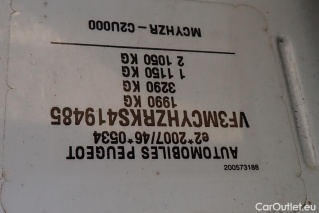 AUTOMOBILES PEUGEOT
e2*2007/46*0534
VF3MCYHZRKS419485
1990 KG
3290 KG
1 1150 KG
2 1050 KG
MCYHZR-C2U000
200573188
CarOutlet.eu